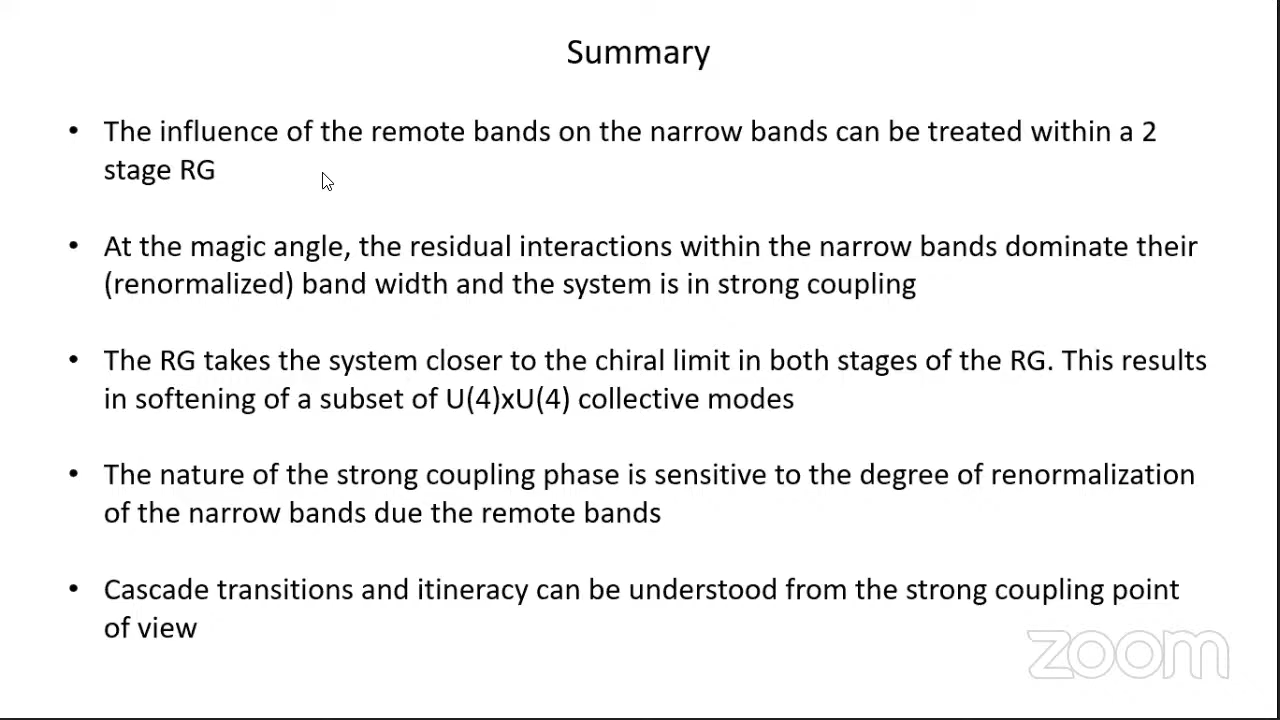 Summary
• The influence of the remote bands on the narrow bands can be treated within a 2
stage RG
• At the magic angle, the residual interactions within the narrow bands dominate their
(renormalized) band width and the system is in strong coupling
• The RG takes the system closer to the chiral limit in both stages of the RG. This results
in softening of a subset of U(4)xU(4) collective modes
• The nature of the strong coupling phase is sensitive to the degree of renormalization
of the narrow bands due the remote bands
• Cascade transitions and itineracy can be understood from the strong coupling point
of view
zoom